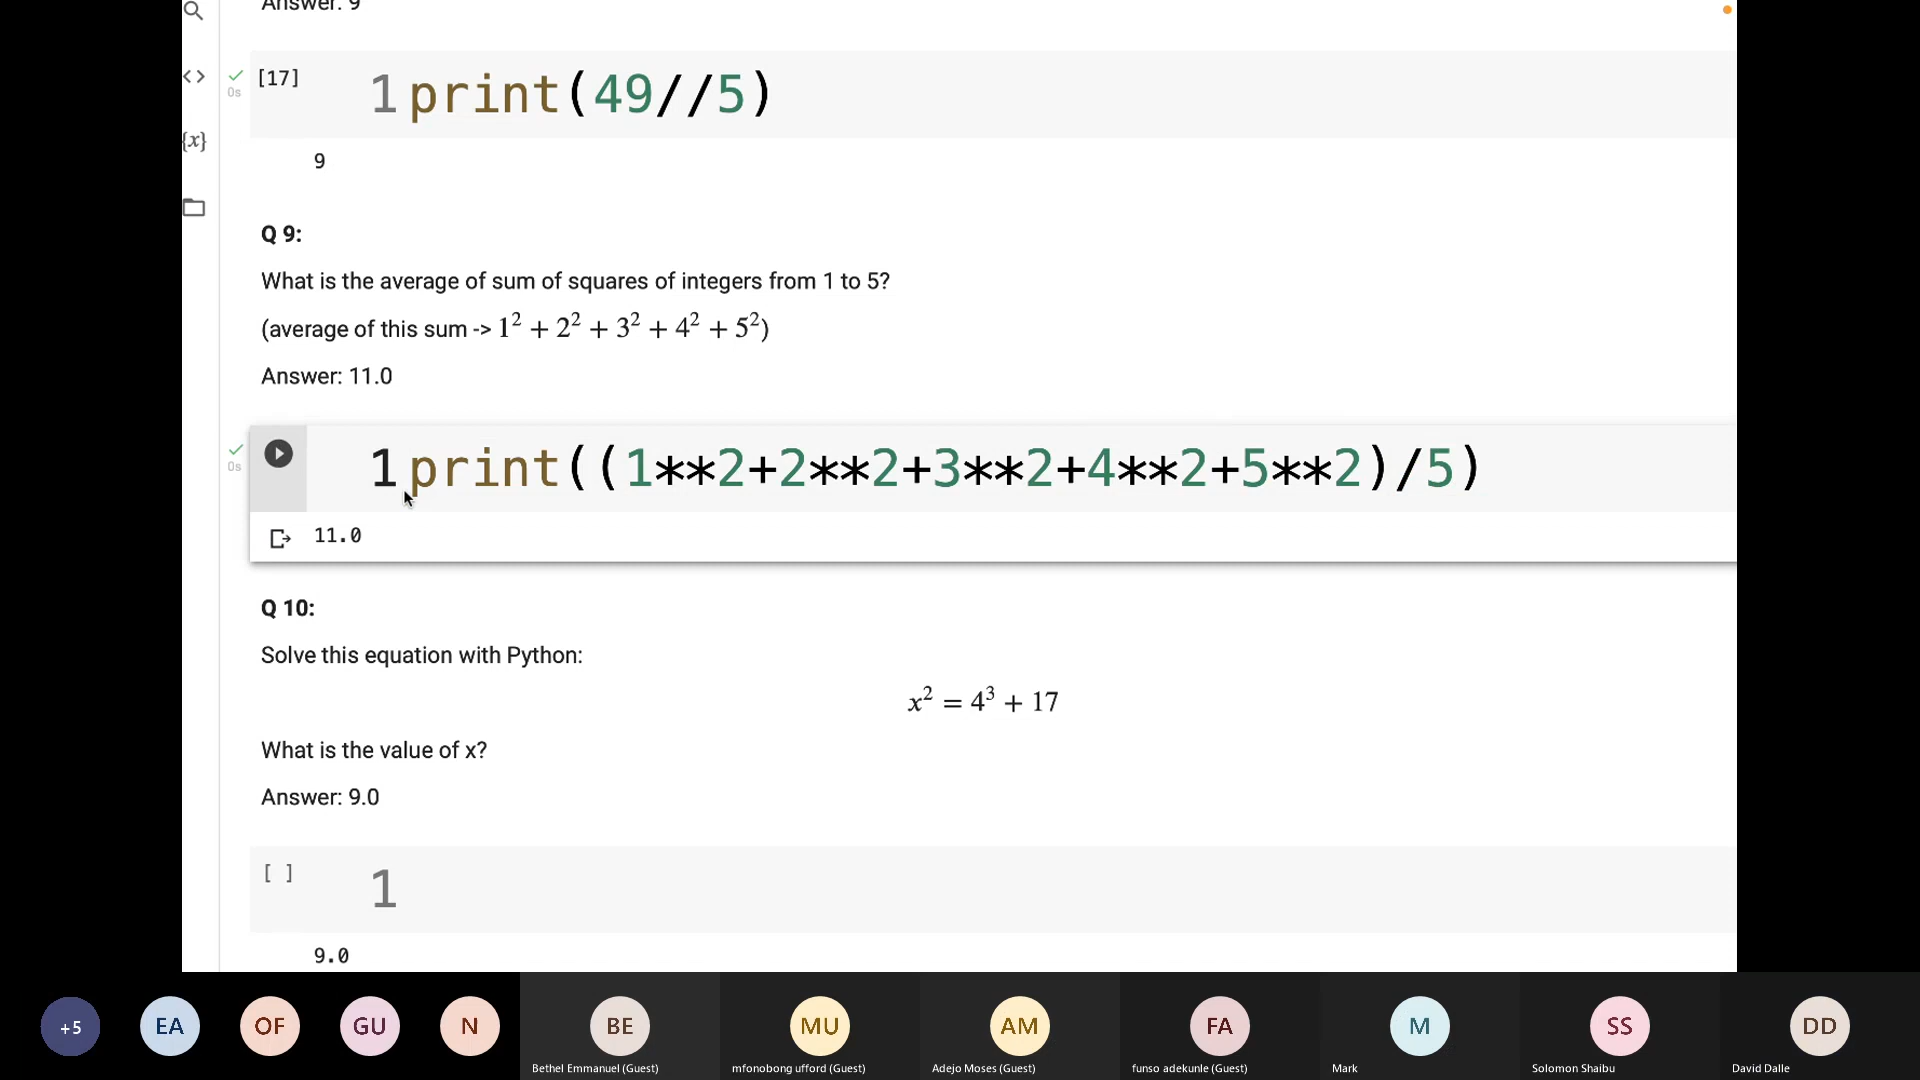 Answer: 9
[17] 1 print(49//5)
0s
{x}
9
Q 9:
What is the average of sum of squares of integers from 1 to 5?
(average of this sum -> 1² + 2² + 3² + 4² + 5²)
Answer: 11.0
1 print((1**2+2**2+3**2+4**2+5**2)/5)
0s
11.0
Q 10:
Solve this equation with Python:
x² = 4³ + 17
What is the value of x?
Answer: 9.0
[ ] 1
9.0
+5 EA OF GU N BE MU AM FA M SS DD
Bethel Emmanuel (Guest) mfonobong ufford (Guest) Adejo Moses (Guest) funso adekunle (Guest) Mark Solomon Shaibu David Dalle